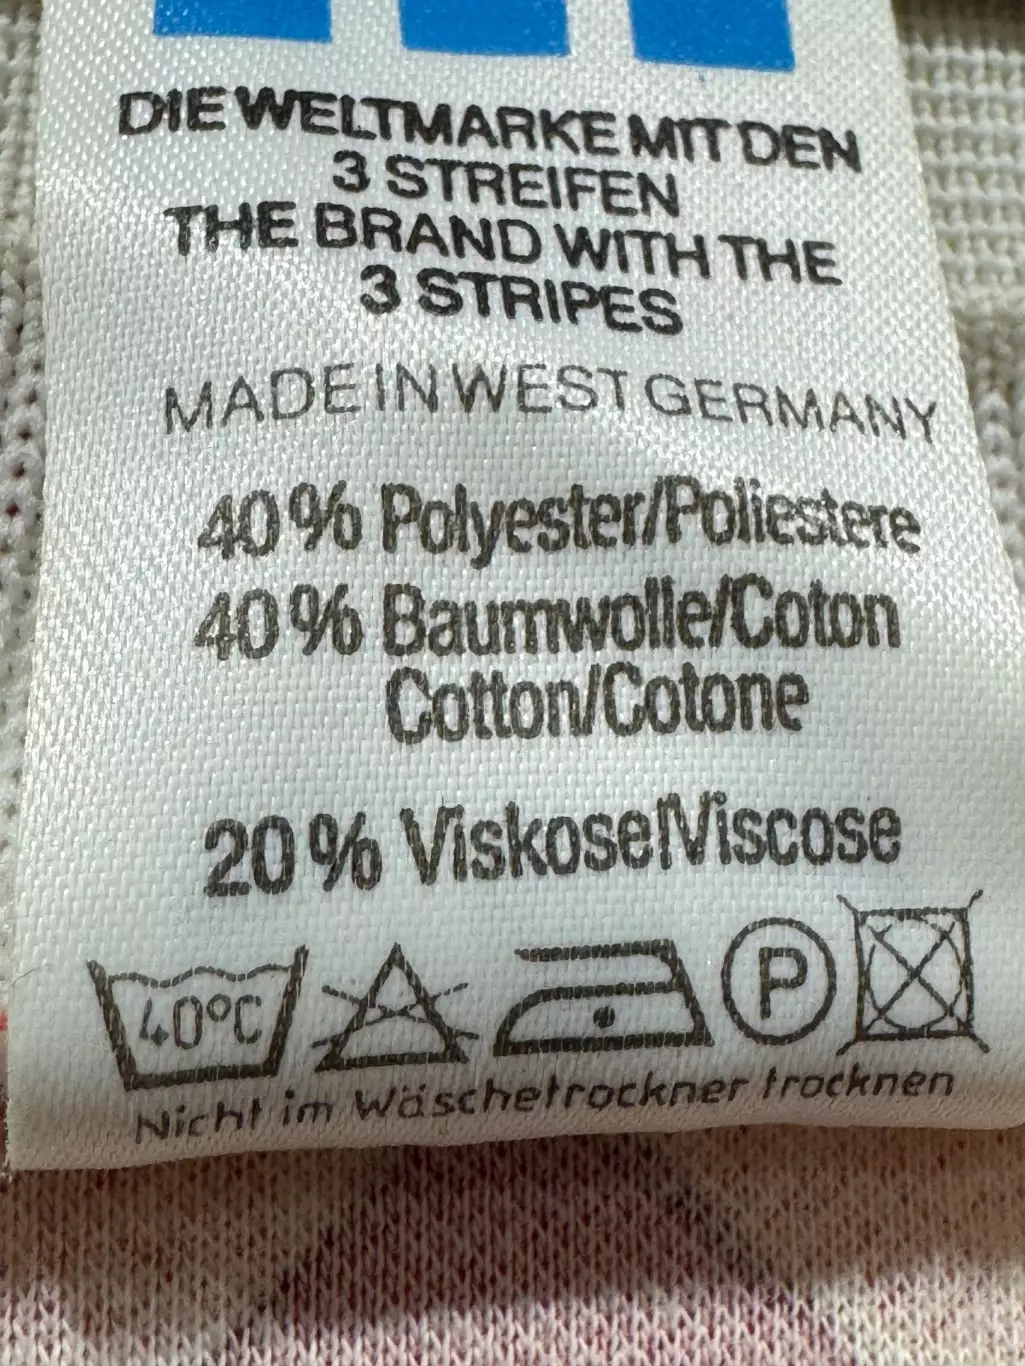 DIE WELTMARKE MIT DEN
3 STREIFEN
THE BRAND WITH THE
3 STRIPES
MADE IN WEST GERMANY
40% Polyester/Poliestere
40% Baumwolle/Coton
Cotton/Cotone
20% Viskose/Viscose
40°C P
Nicht im Wäschetrockner trocknen